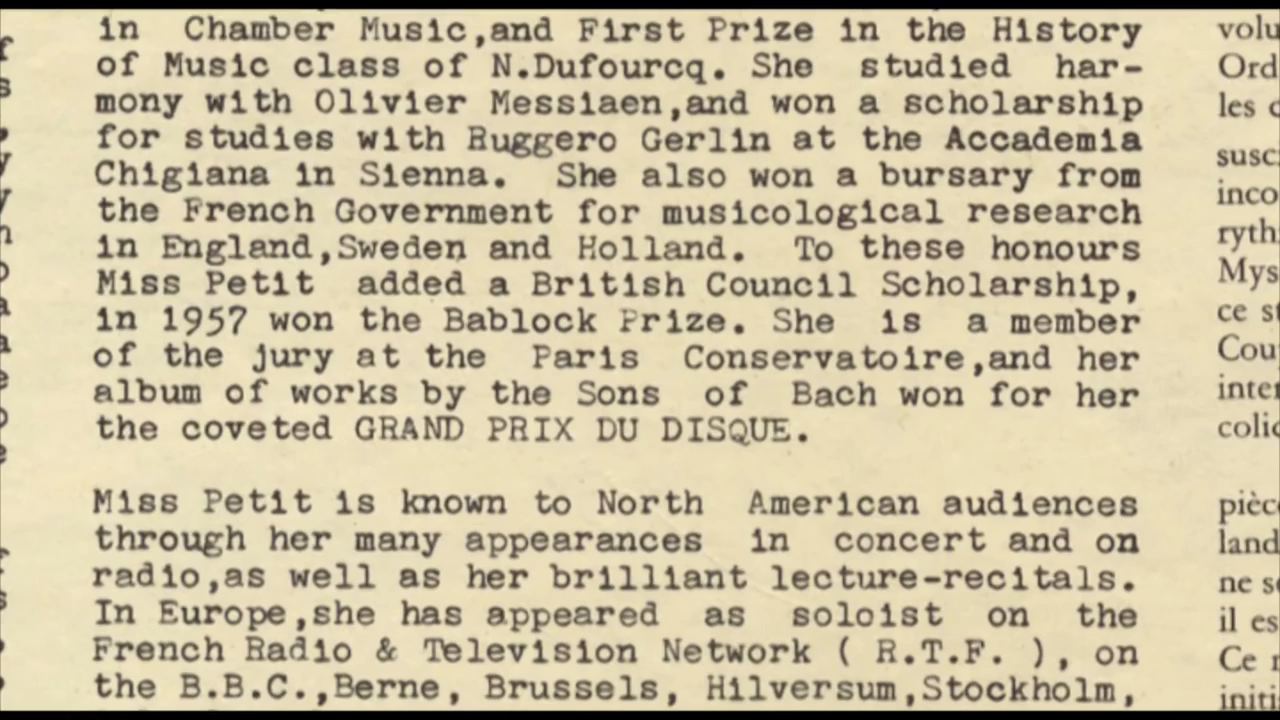 in Chamber Music,and First Prize in the History
of Music class of N.Dufourcq. She studied har-
mony with Olivier Messiaen,and won a scholarship
for studies with Ruggero Gerlin at the Accademia
Chigiana in Sienna. She also won a bursary from
the French Government for musicological research
in England,Sweden and Holland. To these honours
Miss Petit added a British Council Scholarship,
in 1957 won the Bablock Prize. She is a member
of the jury at the Paris Conservatoire,and her
album of works by the Sons of Bach won for her
the coveted GRAND PRIX DU DISQUE.
Miss Petit is known to North American audiences
through her many appearances in concert and on
radio,as well as her brilliant lecture-recitals.
In Europe,she has appeared as soloist on the
French Radio & Television Network ( R.T.F. ), on
the B.B.C.,Berne, Brussels, Hilversum,Stockholm,
volu
Ord
les
susc
inco
ryth
Mys
ce
Cou
inte
colic
pièc
land
ne
il es
Ce
initi